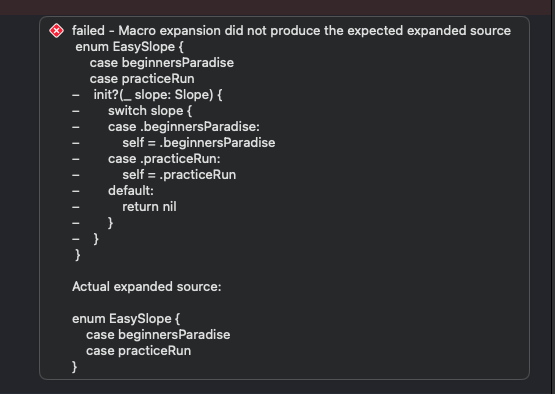 failed - Macro expansion did not produce the expected expanded source
enum EasySlope {
    case beginnersParadise
    case practiceRun
–   init?(_ slope: Slope) {
–       switch slope {
–       case .beginnersParadise:
–           self = .beginnersParadise
–       case .practiceRun:
–           self = .practiceRun
–       default:
–           return nil
–       }
–   }
}
Actual expanded source:
enum EasySlope {
    case beginnersParadise
    case practiceRun
}